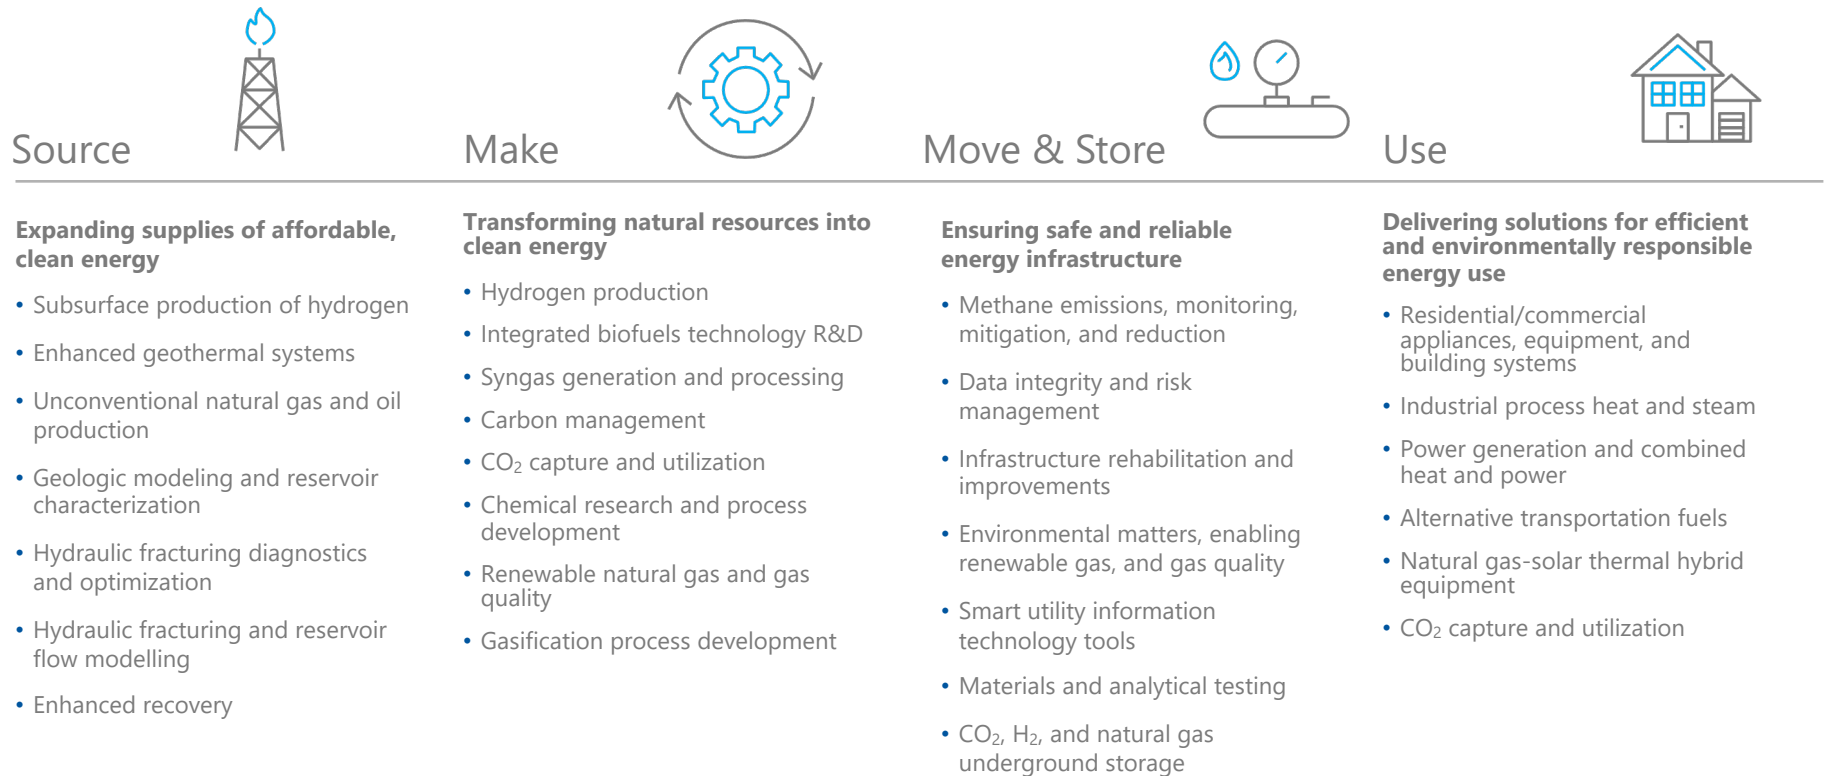 Source
Expanding supplies of affordable,
clean energy
• Subsurface production of hydrogen
• Enhanced geothermal systems
• Unconventional natural gas and oil
production
• Geologic modeling and reservoir
characterization
• Hydraulic fracturing diagnostics
and optimization
• Hydraulic fracturing and reservoir
flow modelling
• Enhanced recovery
Make
Transforming natural resources into
clean energy
• Hydrogen production
• Integrated biofuels technology R&D
• Syngas generation and processing
• Carbon management
• CO₂ capture and utilization
• Chemical research and process
development
• Renewable natural gas and gas
quality
• Gasification process development
Move & Store
Ensuring safe and reliable
energy infrastructure
• Methane emissions, monitoring,
mitigation, and reduction
• Data integrity and risk
management
• Infrastructure rehabilitation and
improvements
• Environmental matters, enabling
renewable gas, and gas quality
• Smart utility information
technology tools
• Materials and analytical testing
• CO₂, H₂, and natural gas
underground storage
Use
Delivering solutions for efficient
and environmentally responsible
energy use
• Residential/commercial
appliances, equipment, and
building systems
• Industrial process heat and steam
• Power generation and combined
heat and power
• Alternative transportation fuels
• Natural gas-solar thermal hybrid
equipment
• CO₂ capture and utilization